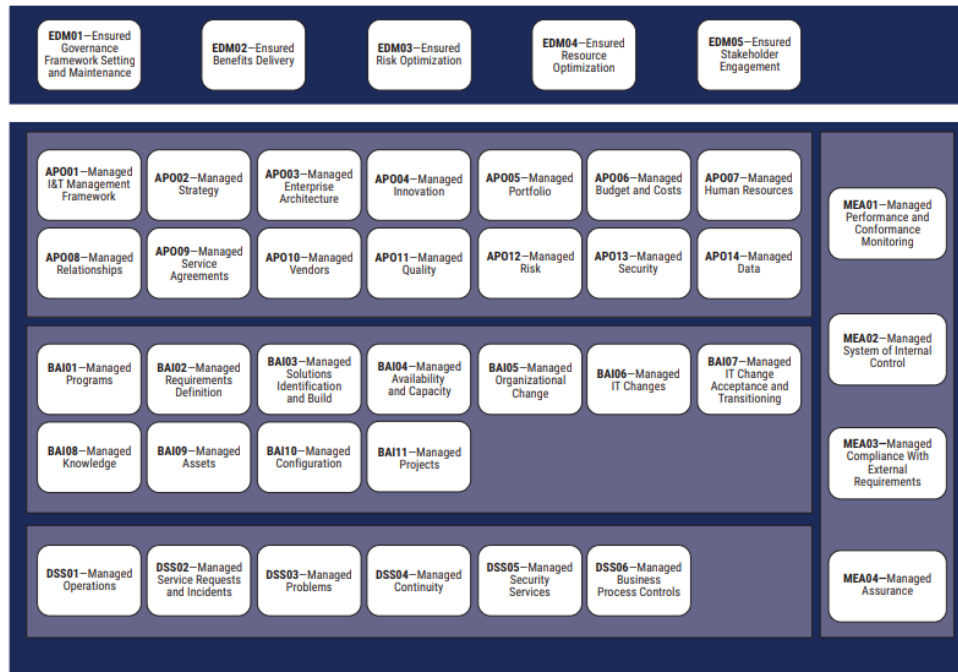 EDM01—Ensured
Governance
Framework Setting
and Maintenance
EDM02—Ensured
Benefits Delivery
EDM03—Ensured
Risk Optimization
EDM04—Ensured
Resource
Optimization
EDM05—Ensured
Stakeholder
Engagement
APO01—Managed
I&T Management
Framework
APO02—Managed
Strategy
APO03—Managed
Enterprise
Architecture
APO04—Managed
Innovation
APO05—Managed
Portfolio
APO06—Managed
Budget and Costs
APO07—Managed
Human Resources
APO08—Managed
Relationships
APO09—Managed
Service
Agreements
APO10—Managed
Vendors
APO11—Managed
Quality
APO12—Managed
Risk
APO13—Managed
Security
APO14—Managed
Data
BAI01—Managed
Programs
BAI02—Managed
Requirements
Definition
BAI03—Managed
Solutions
Identification
and Build
BAI04—Managed
Availability
and Capacity
BAI05—Managed
Organizational
Change
BAI06—Managed
IT Changes
BAI07—Managed
IT Change
Acceptance and
Transitioning
BAI08—Managed
Knowledge
BAI09—Managed
Assets
BAI10—Managed
Configuration
BAI11—Managed
Projects
DSS01—Managed
Operations
DSS02—Managed
Service Requests
and Incidents
DSS03—Managed
Problems
DSS04—Managed
Continuity
DSS05—Managed
Security
Services
DSS06—Managed
Business
Process Controls
MEA01—Managed
Performance and
Conformance
Monitoring
MEA02—Managed
System of Internal
Control
MEA03—Managed
Compliance With
External
Requirements
MEA04—Managed
Assurance